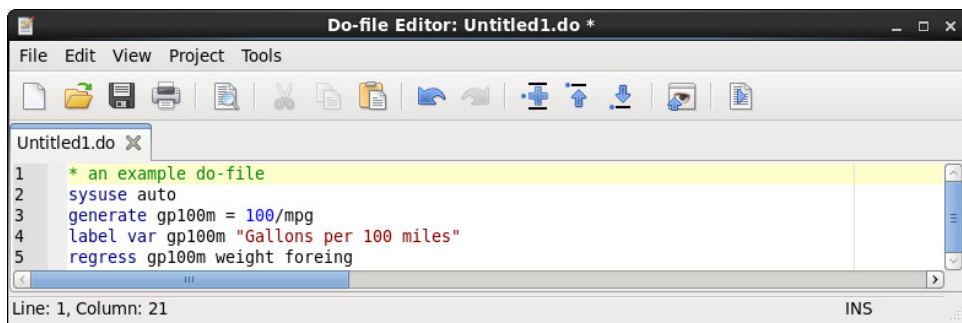 Do-file Editor: Untitled1.do *
File Edit View Project Tools
Untitled1.do
1 * an example do-file
2 sysuse auto
3 generate gp100m = 100/mpg
4 label var gp100m "Gallons per 100 miles"
5 regress gp100m weight foreing
Line: 1, Column: 21 INS